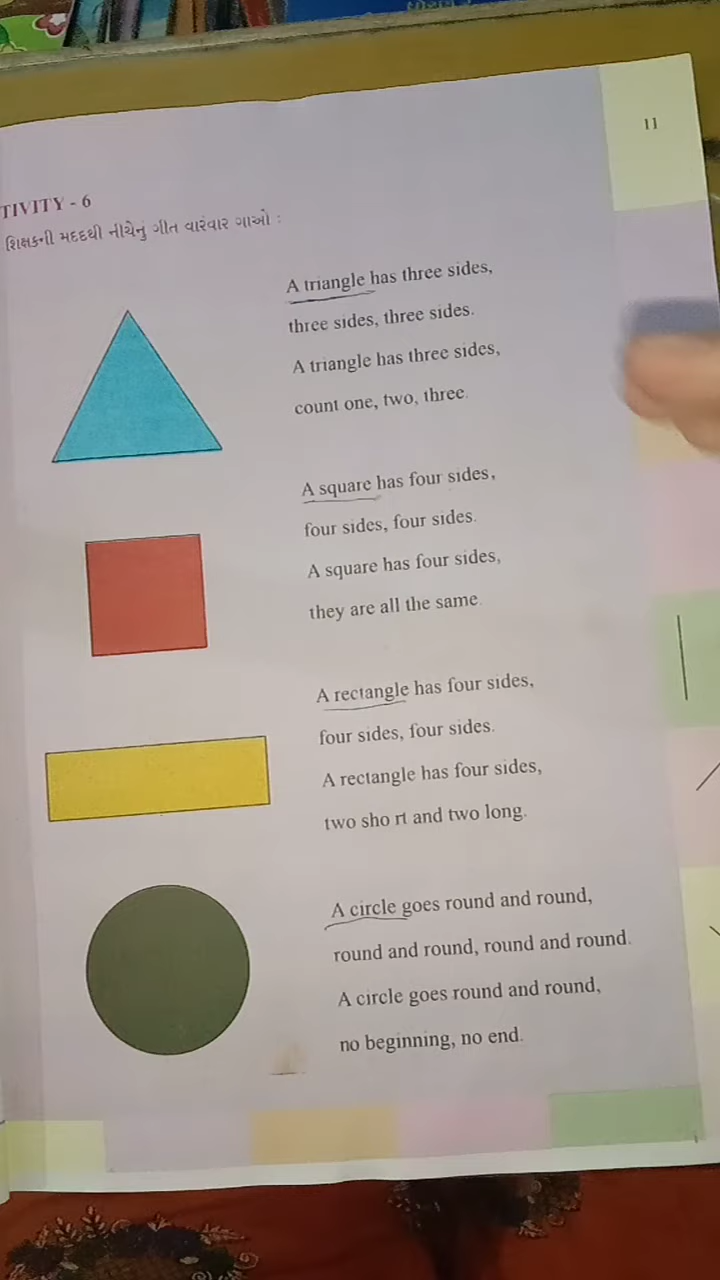 11
TIVITY - 6
શિક્ષકની મદદથી નીચેનું ગીત વારંવાર ગાઓ :
A triangle has three sides,
three sides, three sides.
A triangle has three sides,
count one, two, three.
A square has four sides,
four sides, four sides.
A square has four sides,
they are all the same.
A rectangle has four sides,
four sides, four sides.
A rectangle has four sides,
two sho rt and two long.
A circle goes round and round,
round and round, round and round.
A circle goes round and round,
no beginning, no end.